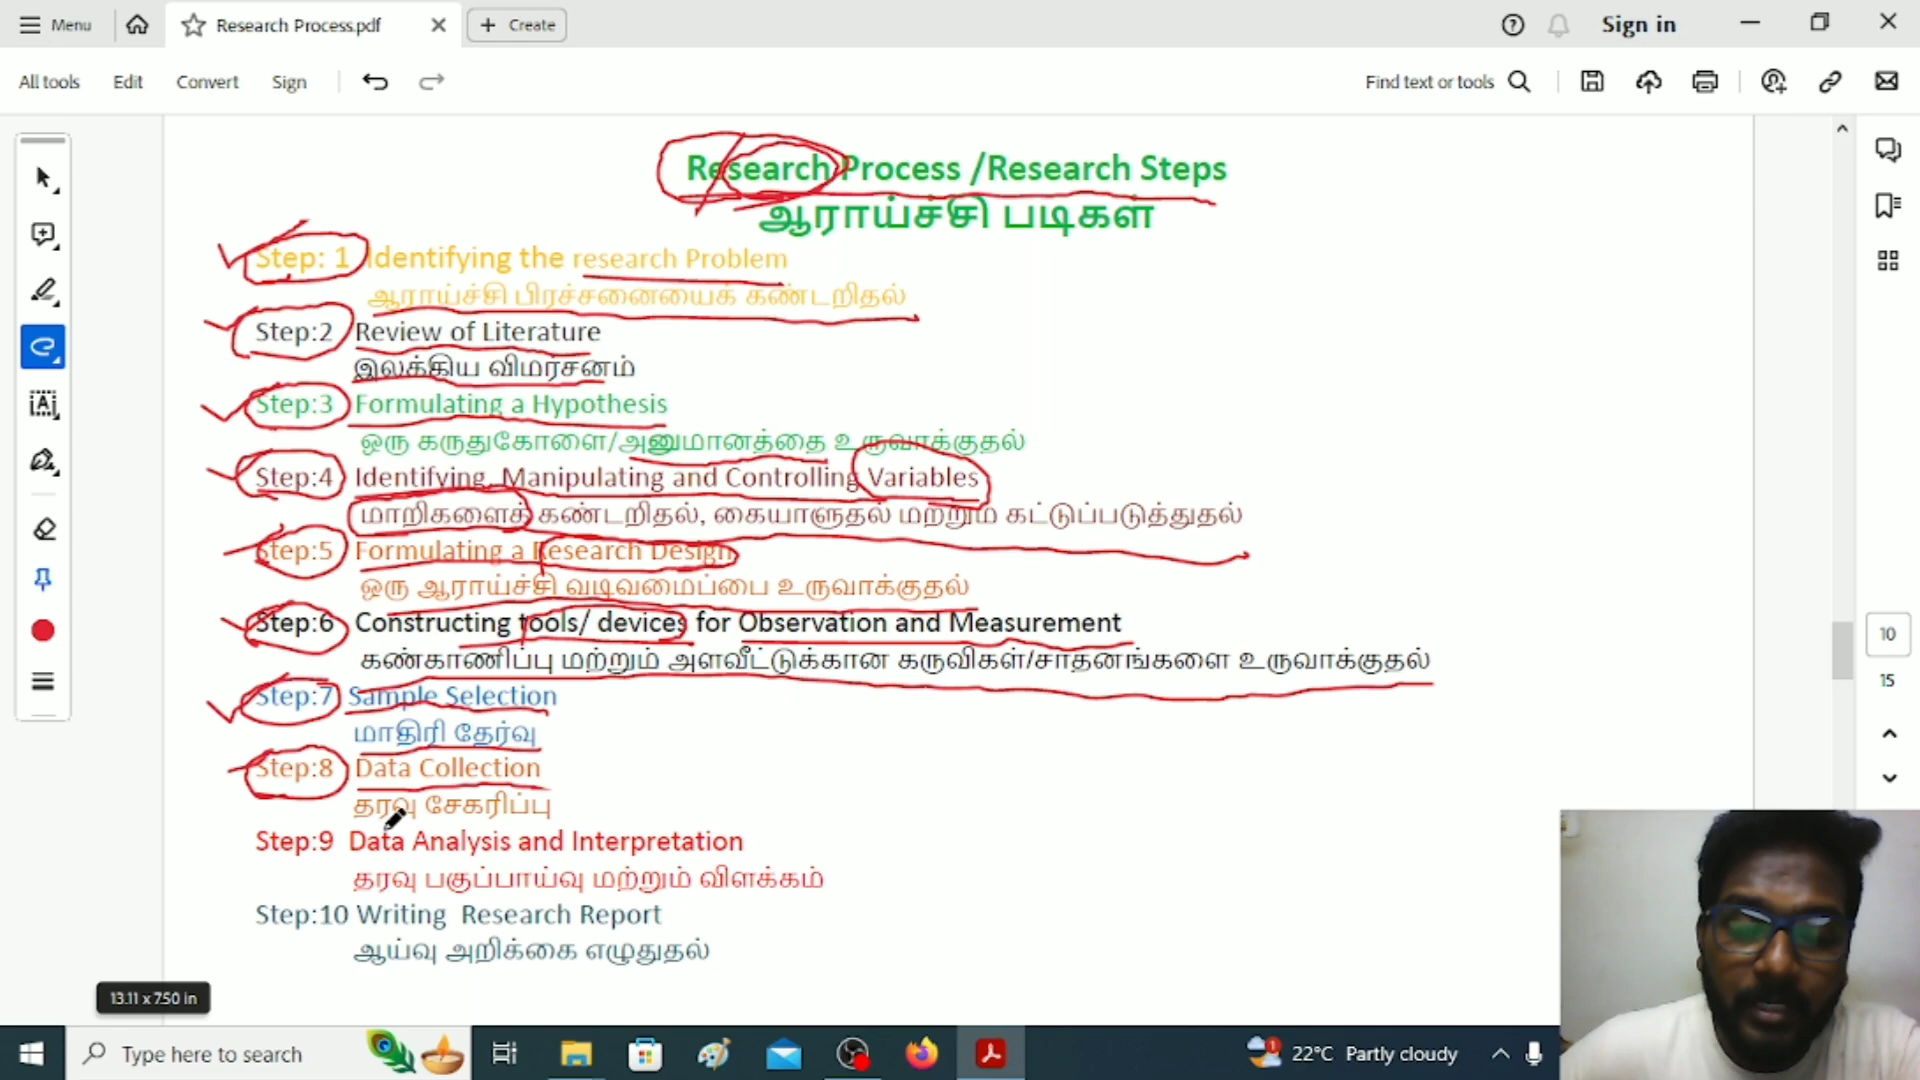 Menu
Research Process.pdf
Create
Sign in
All tools
Edit
Convert
Sign
Find text or tools
Research Process /Research Steps
ஆராய்ச்சி படிகள்
Step: 1 Identifying the research Problem
ஆராய்ச்சி பிரச்சனையைக் கண்டறிதல்
Step:2 Review of Literature
இலக்கிய விமர்சனம்
Step:3 Formulating a Hypothesis
ஒரு கருதுகோளை/அனுமானத்தை உருவாக்குதல்
Step:4 Identifying, Manipulating and Controlling Variables
மாறிகளைக் கண்டறிதல், கையாளுதல் மற்றும் கட்டுப்படுத்துதல்
Step:5 Formulating a Research Design
ஒரு ஆராய்ச்சி வடிவமைப்பை உருவாக்குதல்
Step:6 Constructing tools/ devices for Observation and Measurement
கண்காணிப்பு மற்றும் அளவீட்டுக்கான கருவிகள்/சாதனங்களை உருவாக்குதல்
Step:7 Sample Selection
மாதிரி தேர்வு
Step:8 Data Collection
தரவு சேகரிப்பு
Step:9 Data Analysis and Interpretation
தரவு பகுப்பாய்வு மற்றும் விளக்கம்
Step:10 Writing Research Report
ஆய்வு அறிக்கை எழுதுதல்
10
15
13.11 x 7.50 in
Type here to search
22°C Partly cloudy